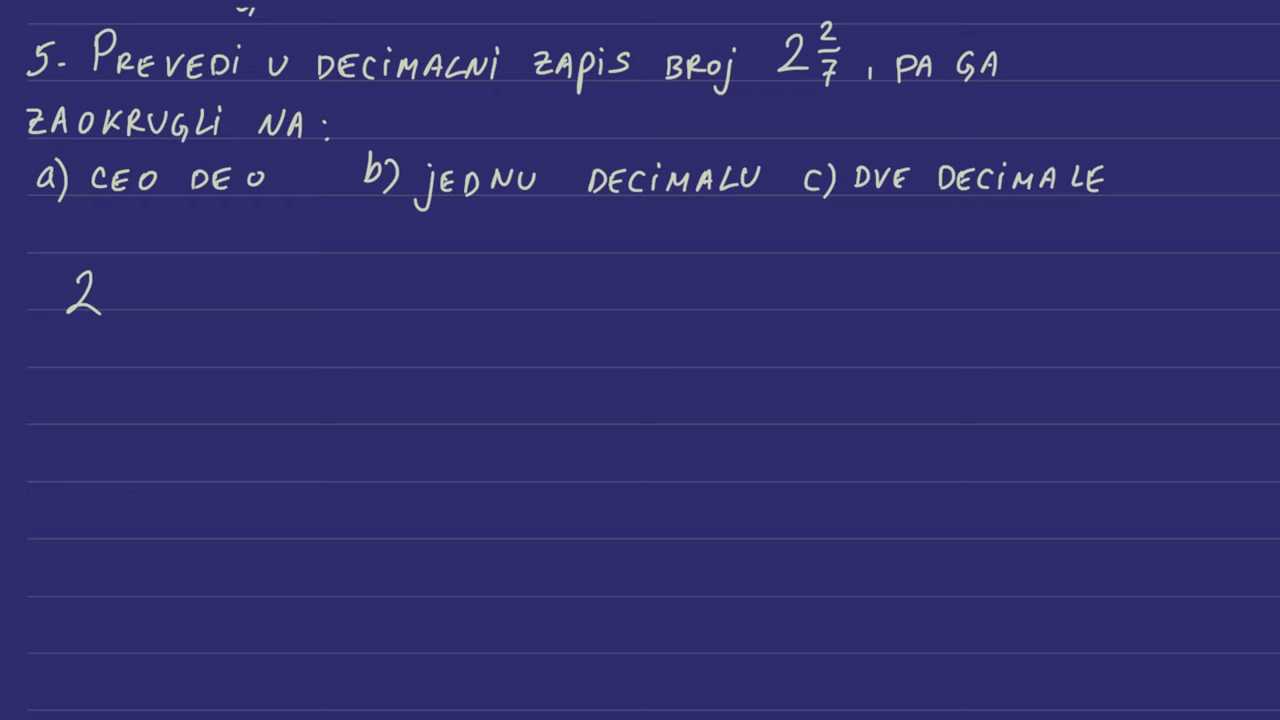 5. PREVEDI U DECIMALNI ZAPIS BROJ 2 2/7, PA GA
ZAOKRUGLI NA:
a) CEO DEO b) JEDNU DECIMALU c) DVE DECIMALE
2